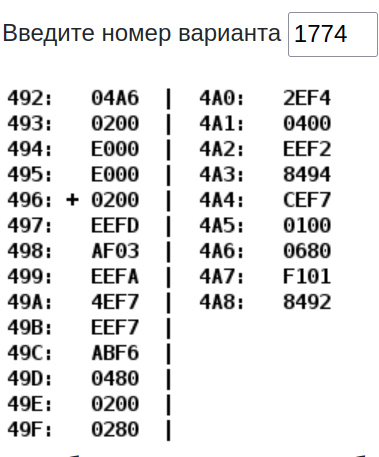 Введите номер варианта 1774
492: 04A6 | 4A0: 2EF4
493: 0200 | 4A1: 0400
494: E000 | 4A2: EEF2
495: E000 | 4A3: 8494
496: + 0200 | 4A4: CEF7
497: EEFD | 4A5: 0100
498: AF03 | 4A6: 0680
499: EEFA | 4A7: F101
49A: 4EF7 | 4A8: 8492
49B: EEF7 |
49C: ABF6 |
49D: 0480 |
49E: 0200 |
49F: 0280 |